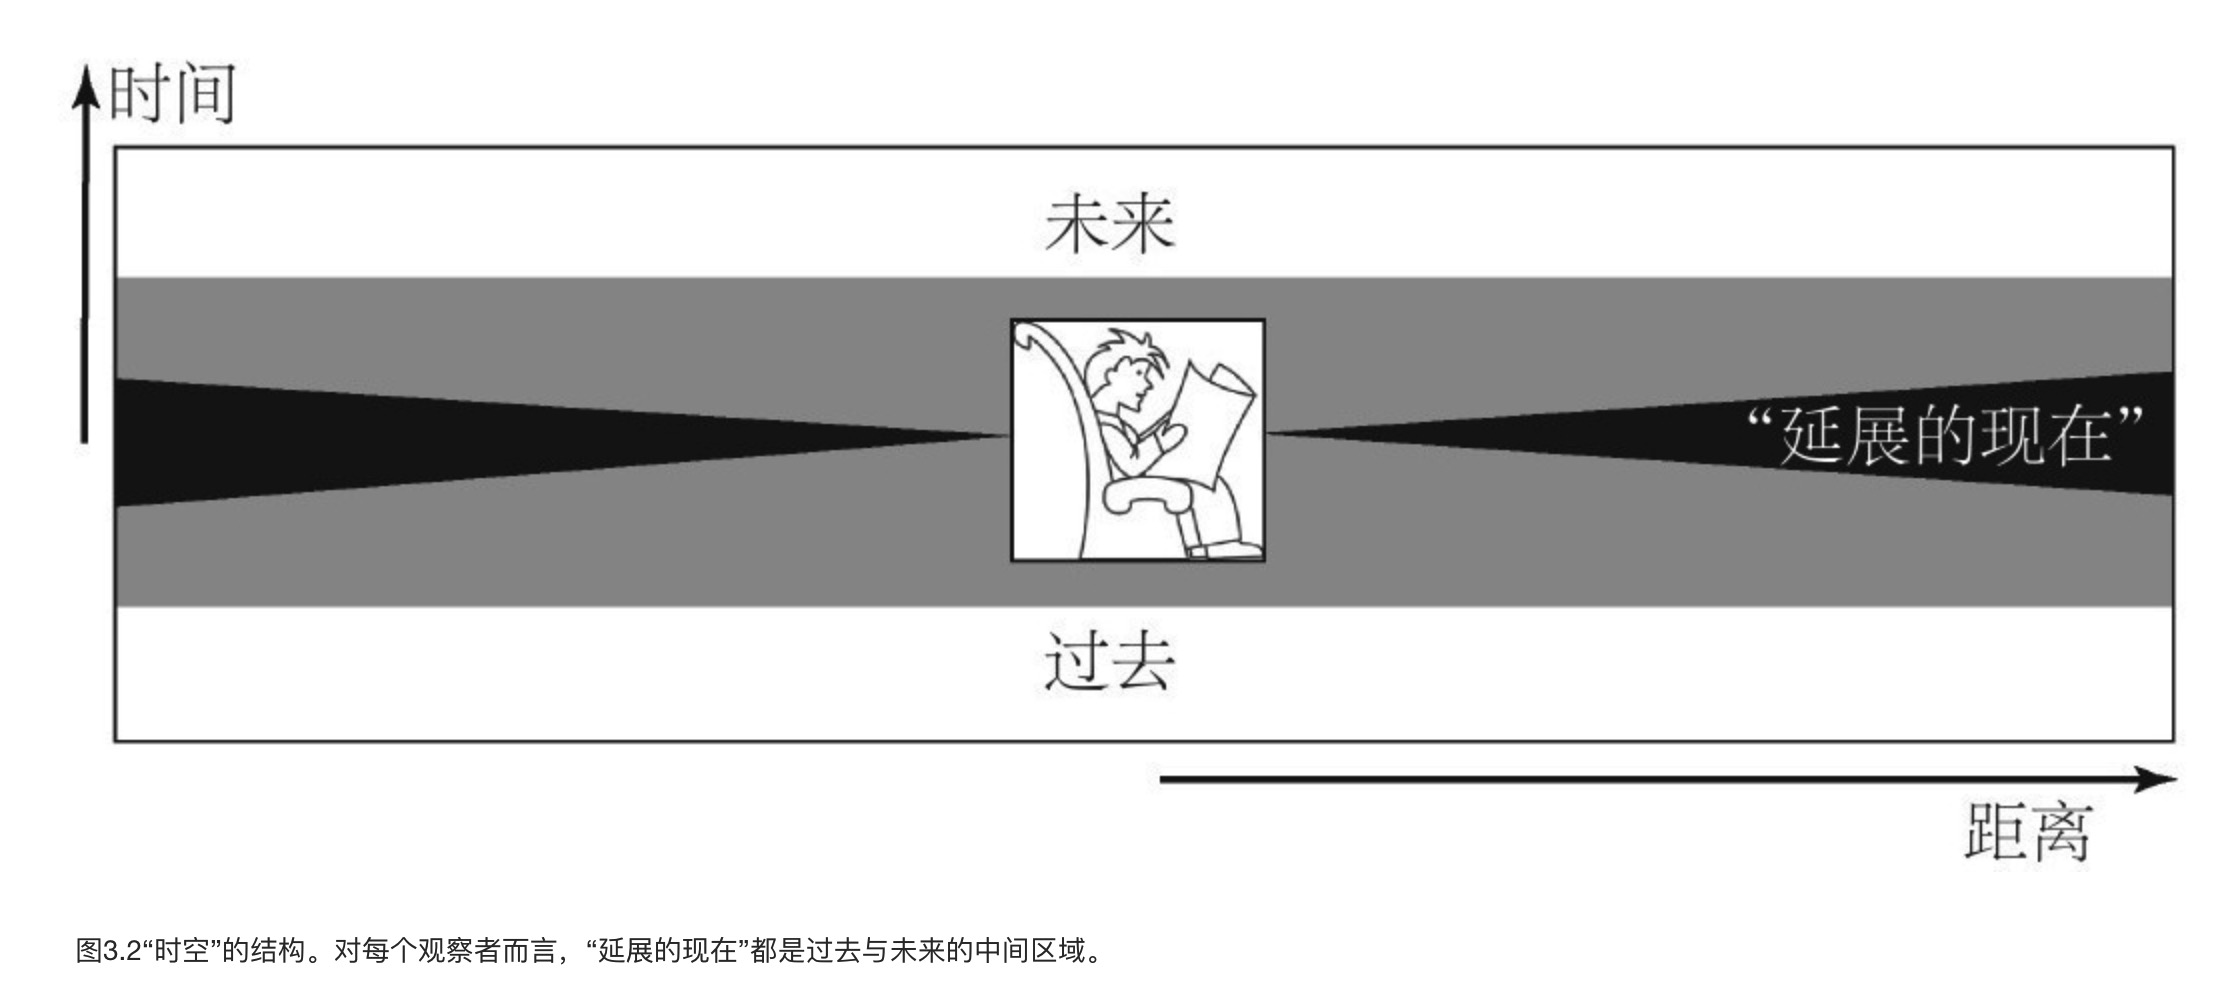 时间
未来
“延展的现在”
过去
距离
图3.2“时空”的结构。对每个观察者而言，“延展的现在”都是过去与未来的中间区域。